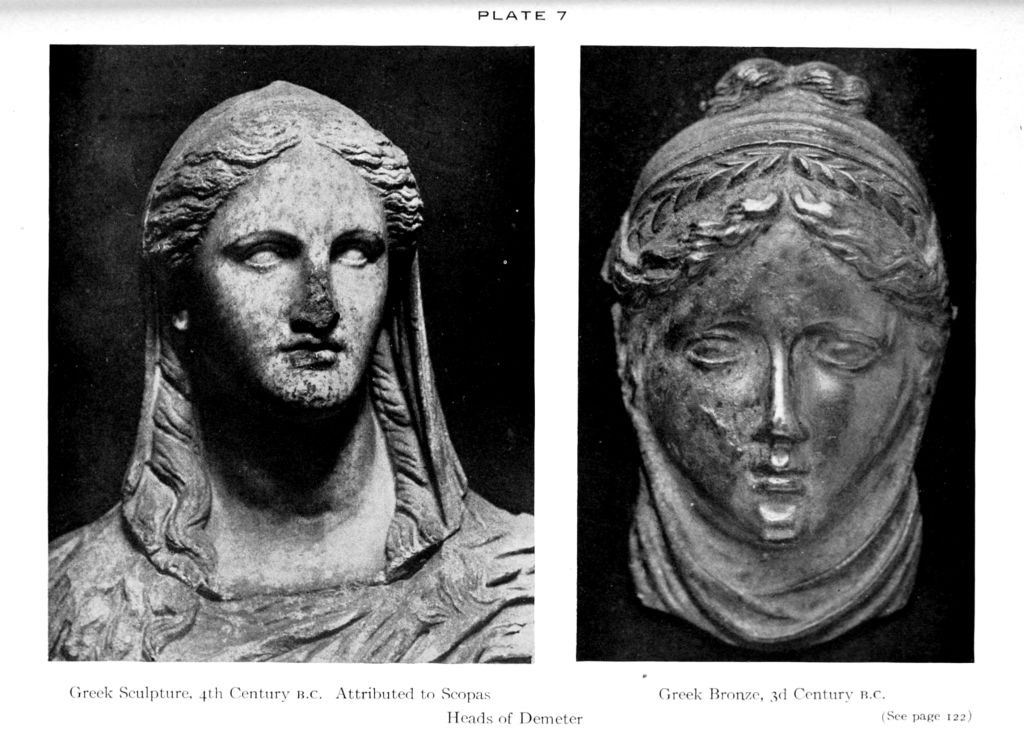 PLATE 7
Greek Sculpture, 4th Century B.C. Attributed to Scopas
Greek Bronze, 3d Century B.C.
Heads of Demeter
(See page 122)